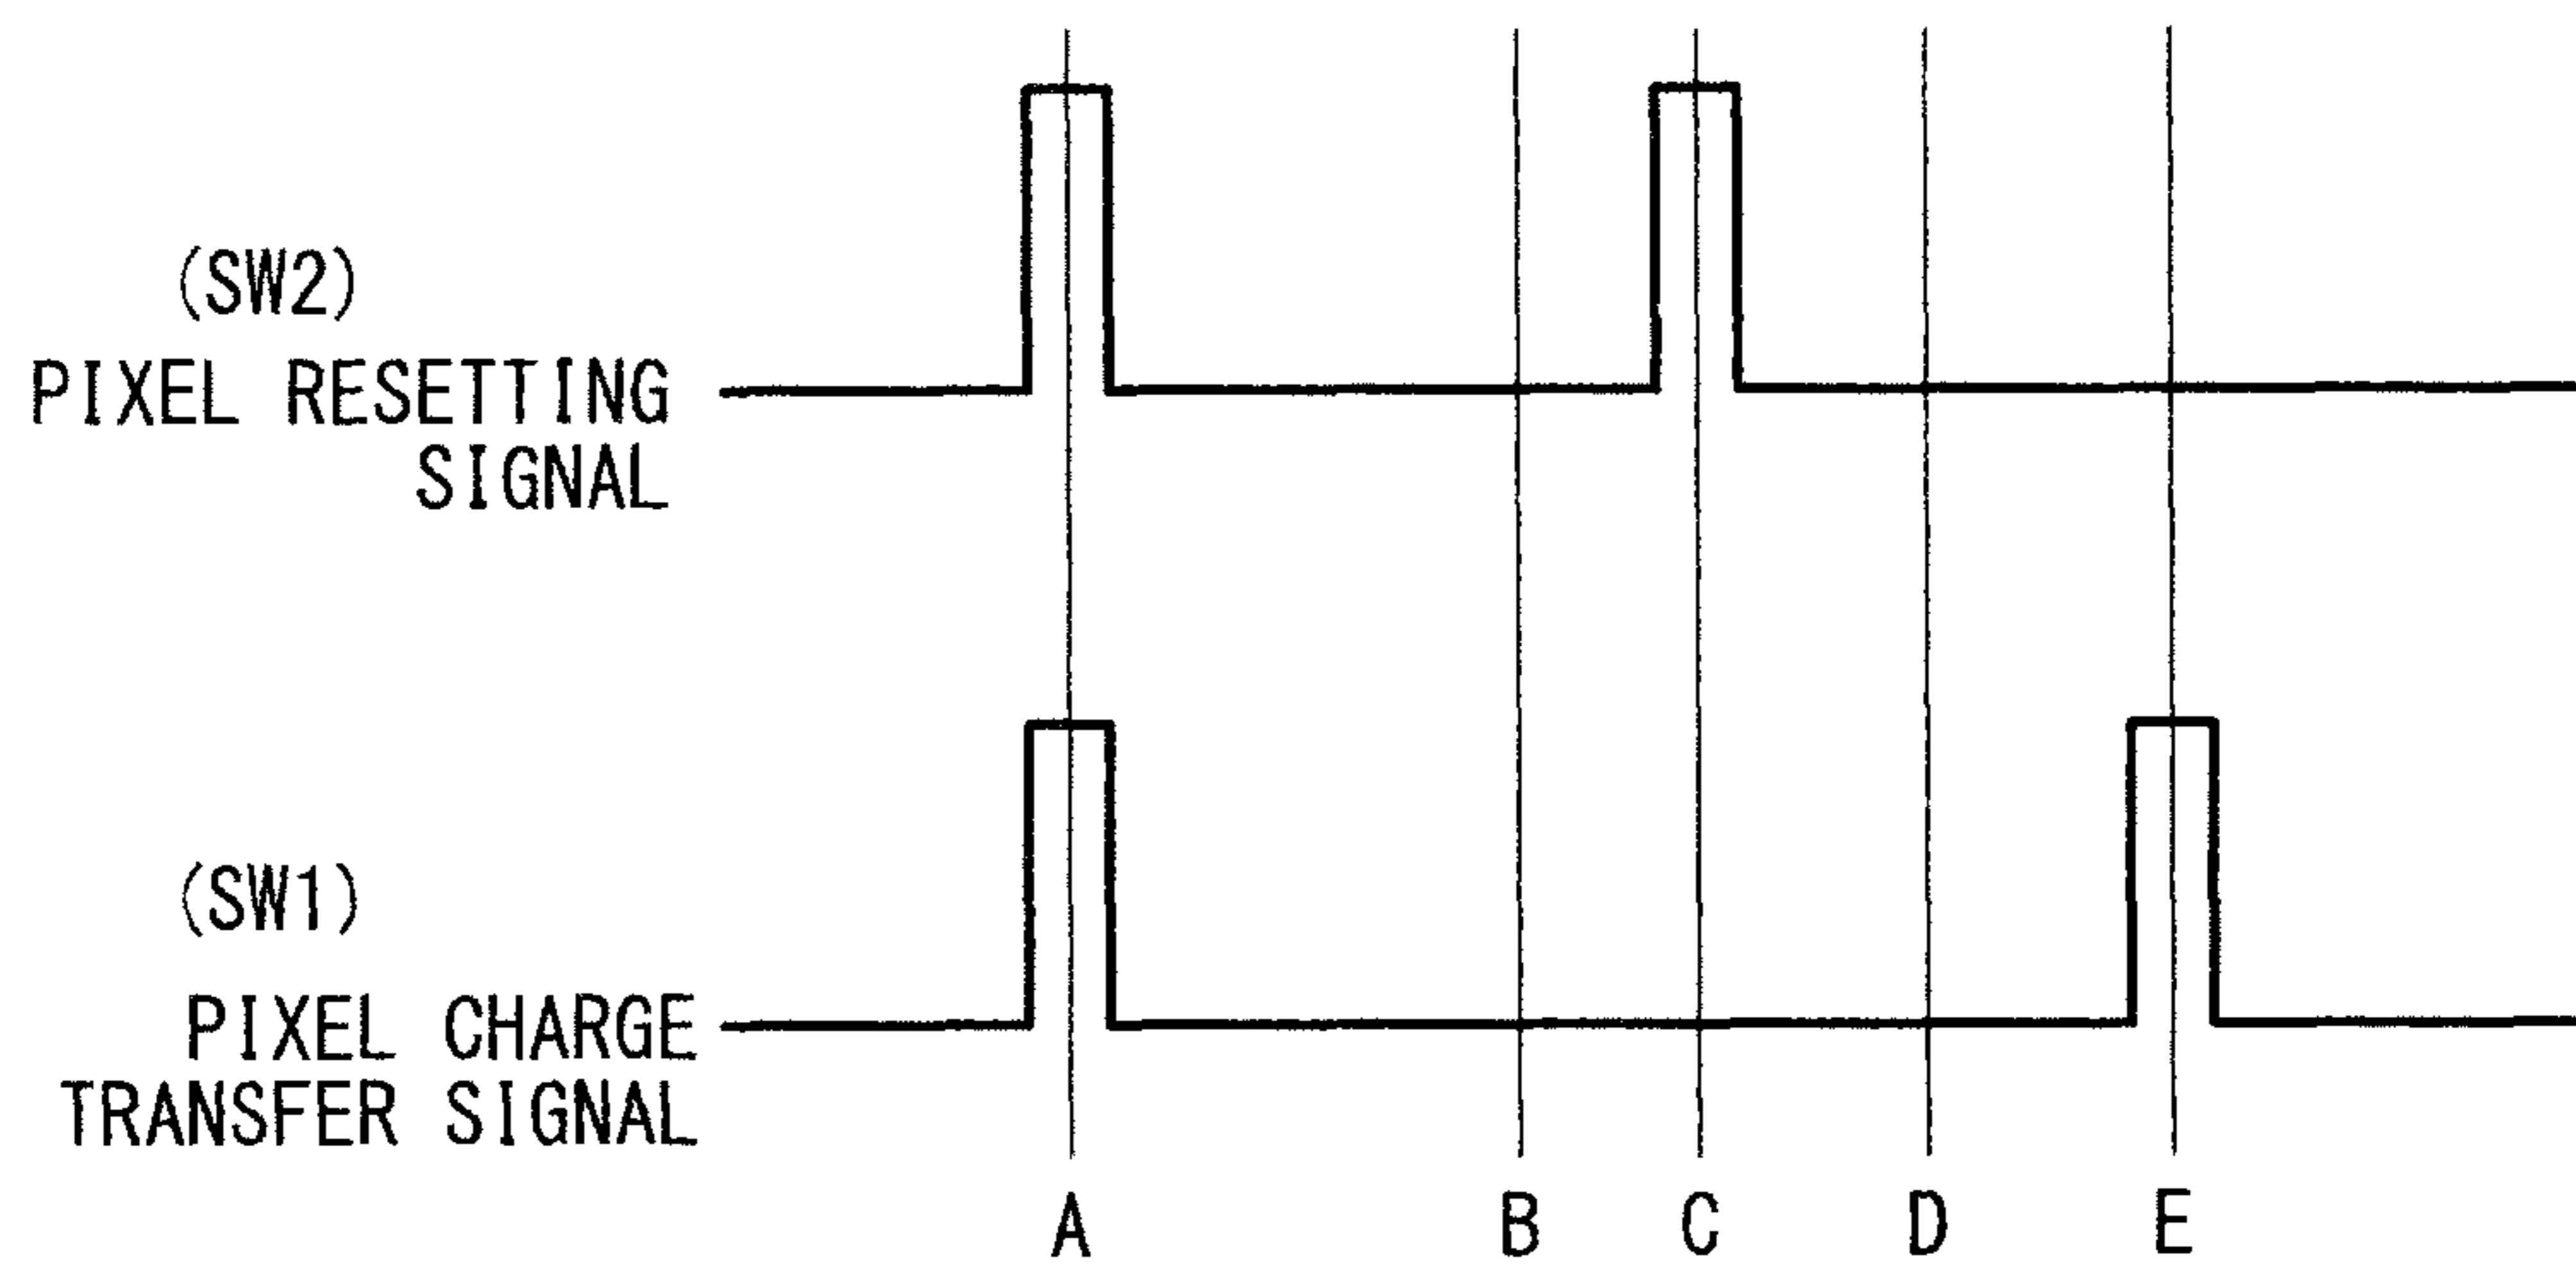 (SW2)
PIXEL RESETTING
SIGNAL
(SW1)
PIXEL CHARGE
TRANSFER SIGNAL
A B C D E